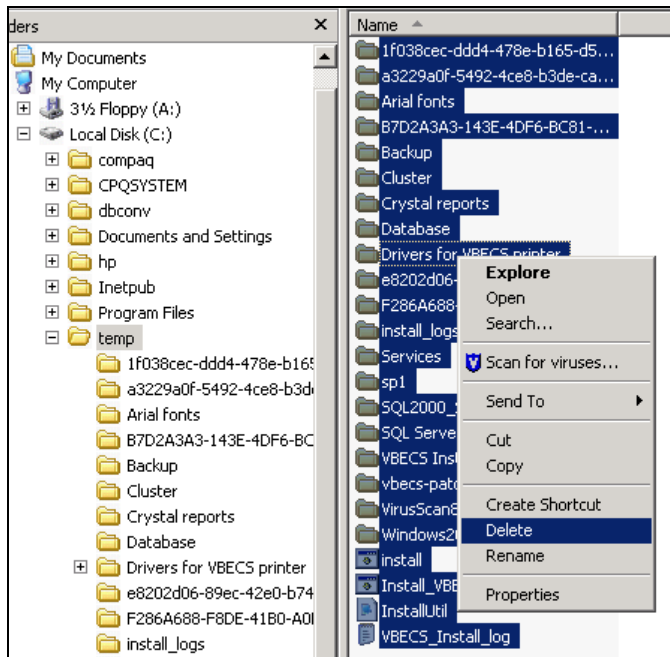 ders
My Documents
My Computer
3½ Floppy (A:)
Local Disk (C:)
compaq
CPQSYSTEM
dbconv
Documents and Settings
hp
Inetpub
Program Files
temp
1f038cec-ddd4-478e-b165
a3229a0f-5492-4ce8-b3d
Arial fonts
B7D2A3A3-143E-4DF6-BC
Backup
Cluster
Crystal reports
Database
Drivers for VBECS printer
e8202d06-89ec-42e0-b74
F286A688-F8DE-41B0-A0
install_logs
Name
1f038cec-ddd4-478e-b165-d5...
a3229a0f-5492-4ce8-b3de-ca...
Arial fonts
B7D2A3A3-143E-4DF6-BC81-...
Backup
Cluster
Crystal reports
Database
Drivers for VBECS printer
e8202d06-
F286A688-
install_logs
Services
sp1
SQL2000_
SQL Serve
VBECS Inst
vbecs-patc
VirusScan8
Windows20
install
Install_VBE
InstallUtil
VBECS_Install_log
Explore
Open
Search...
Scan for viruses...
Send To
Cut
Copy
Create Shortcut
Delete
Rename
Properties